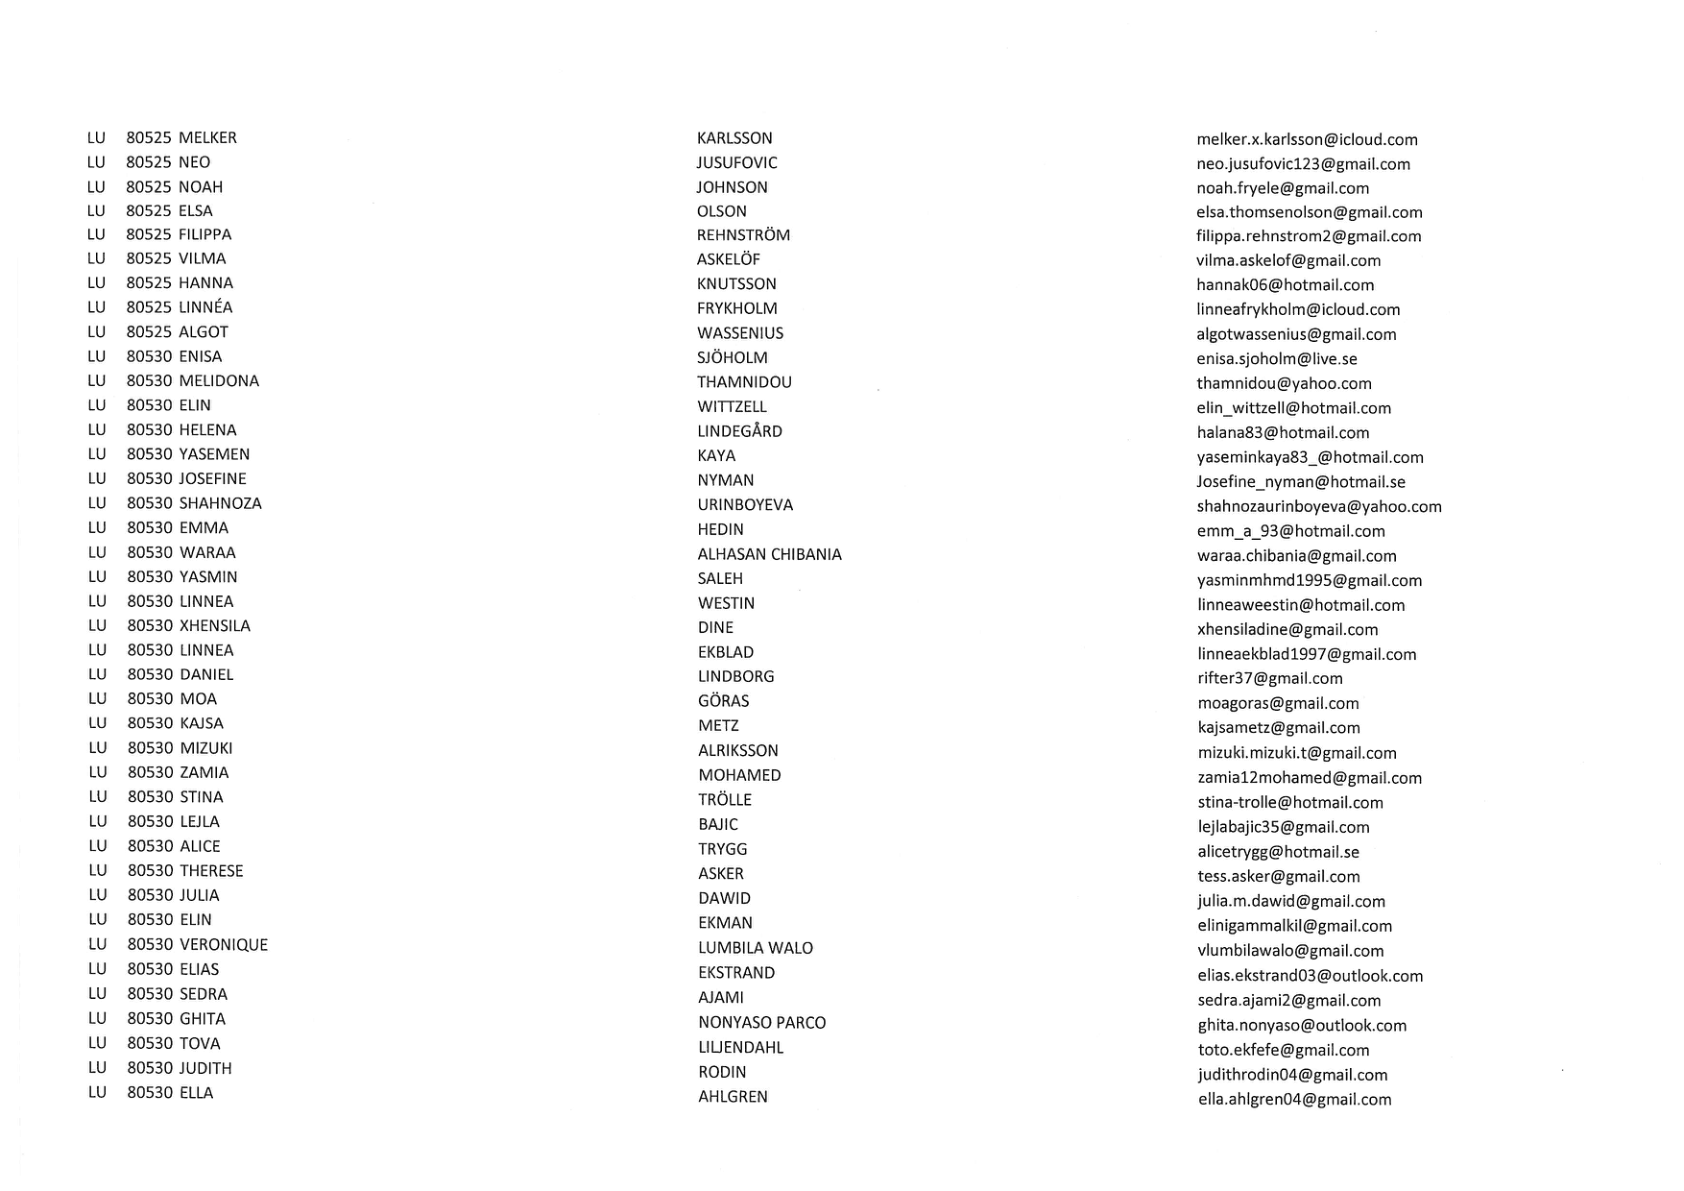 LU 80525 MELKER KARLSSON melker.x.karlsson@icloud.com
LU 80525 NEO JUSUFOVIC neo.jusufovic123@gmail.com
LU 80525 NOAH JOHNSON noah.fryele@gmail.com
LU 80525 ELSA OLSON elsa.thomsenolson@gmail.com
LU 80525 FILIPPA REHNSTRÖM filippa.rehnstrom2@gmail.com
LU 80525 VILMA ASKELÖF vilma.askelof@gmail.com
LU 80525 HANNA KNUTSSON hannak06@hotmail.com
LU 80525 LINNÉA FRYKHOLM linneafrykholm@icloud.com
LU 80525 ALGOT WASSENIUS algotwassenius@gmail.com
LU 80530 ENISA SJÖHOLM enisa.sjoholm@live.se
LU 80530 MELIDONA THAMNIDOU thamnidou@yahoo.com
LU 80530 ELIN WITTZELL elin_wittzell@hotmail.com
LU 80530 HELENA LINDEGÅRD halana83@hotmail.com
LU 80530 YASEMEN KAYA yaseminkaya83_@hotmail.com
LU 80530 JOSEFINE NYMAN Josefine_nyman@hotmail.se
LU 80530 SHAHNOZA URINBOYEVA shahnozaurinboyeva@yahoo.com
LU 80530 EMMA HEDIN emm_a_93@hotmail.com
LU 80530 WARAA ALHASAN CHIBANIA waraa.chibania@gmail.com
LU 80530 YASMIN SALEH yasminmhmd1995@gmail.com
LU 80530 LINNEA WESTIN linneaweestin@hotmail.com
LU 80530 XHENSILA DINE xhensiladine@gmail.com
LU 80530 LINNEA EKBLAD linneaekblad1997@gmail.com
LU 80530 DANIEL LINDBORG rifter37@gmail.com
LU 80530 MOA GÖRAS moagoras@gmail.com
LU 80530 KAJSA METZ kajsametz@gmail.com
LU 80530 MIZUKI ALRIKSSON mizuki.mizuki.t@gmail.com
LU 80530 ZAMIA MOHAMED zamia12mohamed@gmail.com
LU 80530 STINA TRÖLLE stina-trolle@hotmail.com
LU 80530 LEJLA BAJIC lejlabajic35@gmail.com
LU 80530 ALICE TRYGG alicetrygg@hotmail.se
LU 80530 THERESE ASKER tess.asker@gmail.com
LU 80530 JULIA DAWID julia.m.dawid@gmail.com
LU 80530 ELIN EKMAN elinigammalkil@gmail.com
LU 80530 VERONIQUE LUMBILA WALO vlumbilawalo@gmail.com
LU 80530 ELIAS EKSTRAND elias.ekstrand03@outlook.com
LU 80530 SEDRA AJAMI sedra.ajami2@gmail.com
LU 80530 GHITA NONYASO PARCO ghita.nonyaso@outlook.com
LU 80530 TOVA LILJENDAHL toto.ekfefe@gmail.com
LU 80530 JUDITH RODIN judithrodin04@gmail.com
LU 80530 ELLA AHLGREN ella.ahlgren04@gmail.com